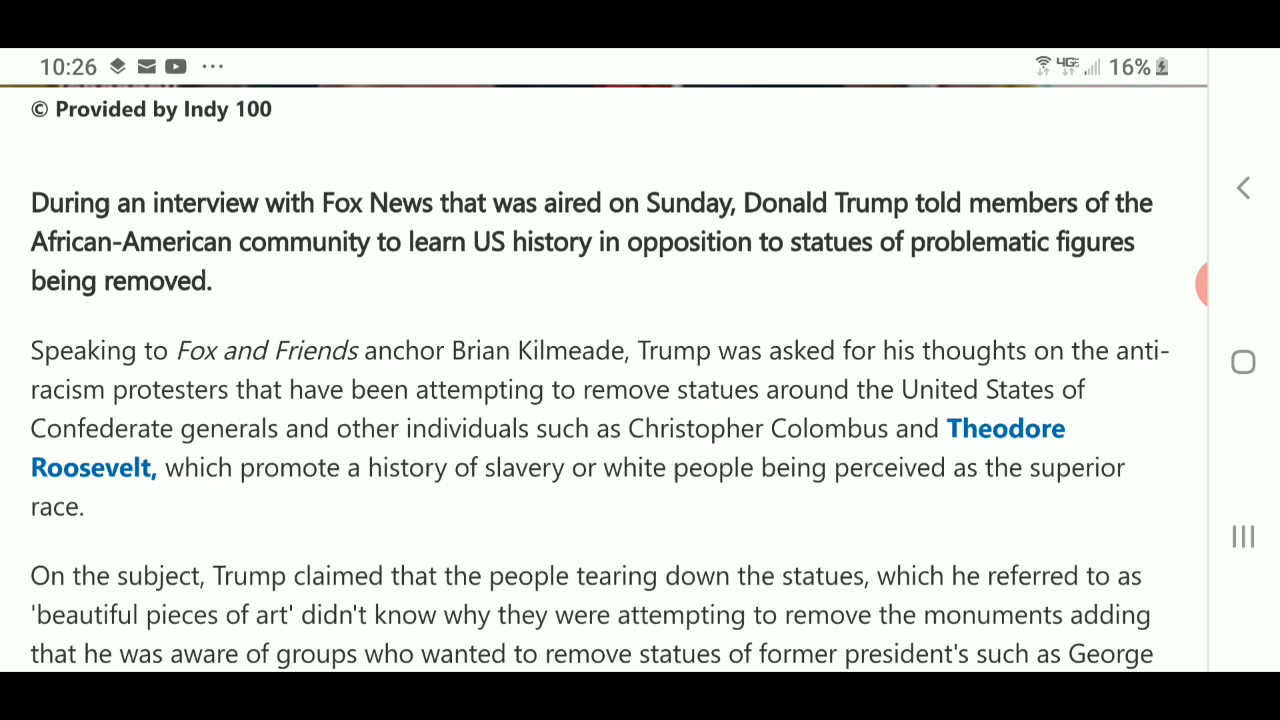 10:26 ... 4GE 16%
© Provided by Indy 100
During an interview with Fox News that was aired on Sunday, Donald Trump told members of the
African-American community to learn US history in opposition to statues of problematic figures
being removed.
Speaking to Fox and Friends anchor Brian Kilmeade, Trump was asked for his thoughts on the anti-
racism protesters that have been attempting to remove statues around the United States of
Confederate generals and other individuals such as Christopher Colombus and Theodore
Roosevelt, which promote a history of slavery or white people being perceived as the superior
race.
On the subject, Trump claimed that the people tearing down the statues, which he referred to as
'beautiful pieces of art' didn't know why they were attempting to remove the monuments adding
that he was aware of groups who wanted to remove statues of former president's such as George